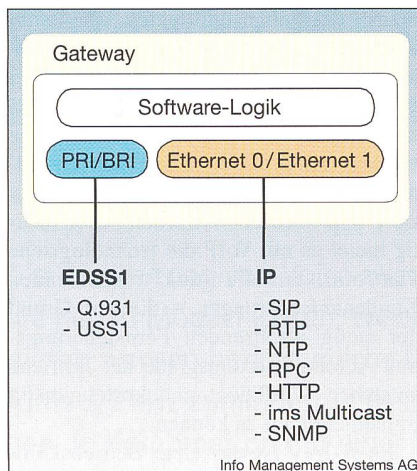 Gateway
Software-Logik
PRI/BRI
Ethernet 0/Ethernet 1
EDSS1
- Q.931
- USS1
IP
- SIP
- RTP
- NTP
- RPC
- HTTP
- ims Multicast
- SNMP
Info Management Systems AG